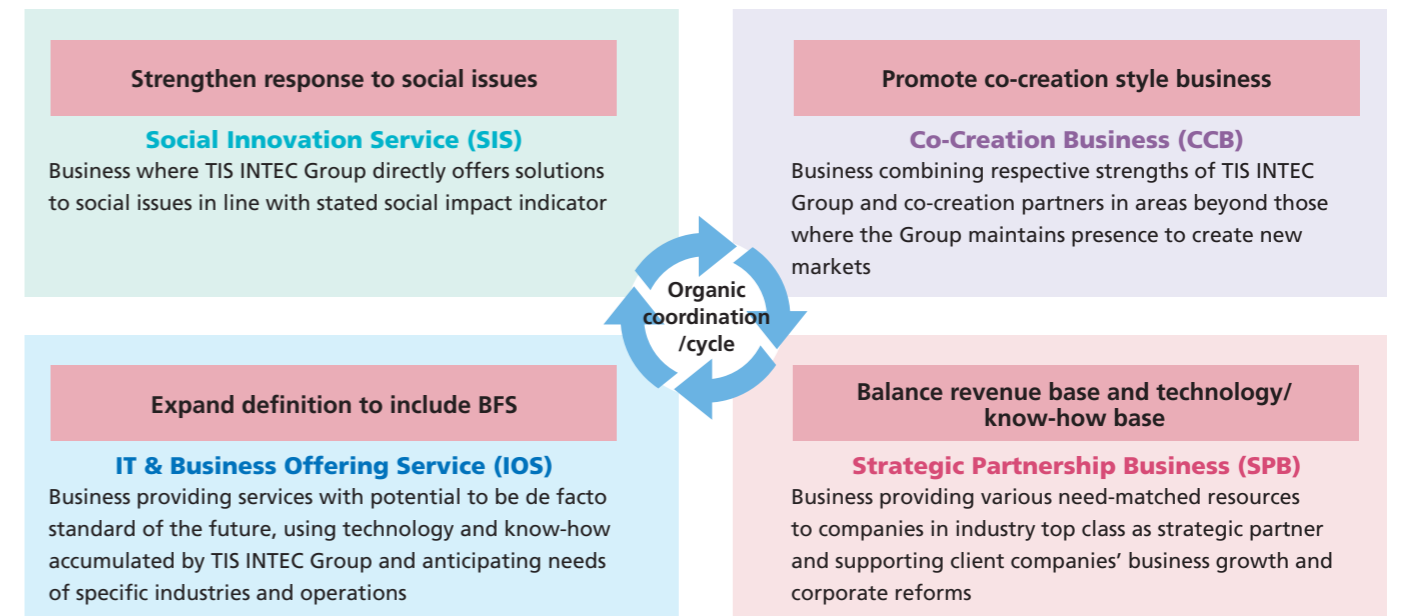 Strengthen response to social issues
Social Innovation Service (SIS)
Business where TIS INTEC Group directly offers solutions
to social issues in line with stated social impact indicator
Promote co-creation style business
Co-Creation Business (CCB)
Business combining respective strengths of TIS INTEC
Group and co-creation partners in areas beyond those
where the Group maintains presence to create new
markets
Organic
coordination
/cycle
Expand definition to include BFS
IT & Business Offering Service (IOS)
Business providing services with potential to be de facto
standard of the future, using technology and know-how
accumulated by TIS INTEC Group and anticipating needs
of specific industries and operations
Balance revenue base and technology/
know-how base
Strategic Partnership Business (SPB)
Business providing various need-matched resources
to companies in industry top class as strategic partner
and supporting client companies’ business growth and
corporate reforms